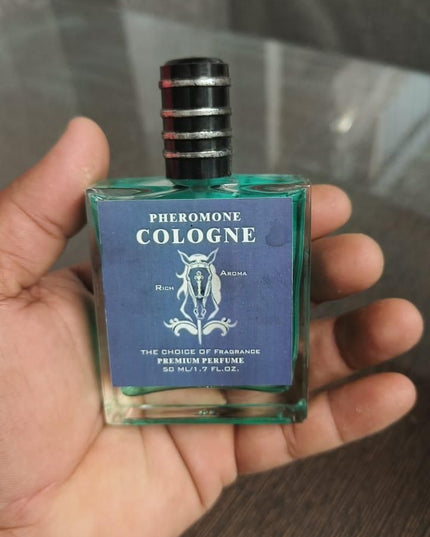 PHEROMONE
COLOGNE
RICH AROMA
THE CHOICE OF FRAGRANCE
PREMIUM PERFUME
50 ML/1.7 FL.OZ.